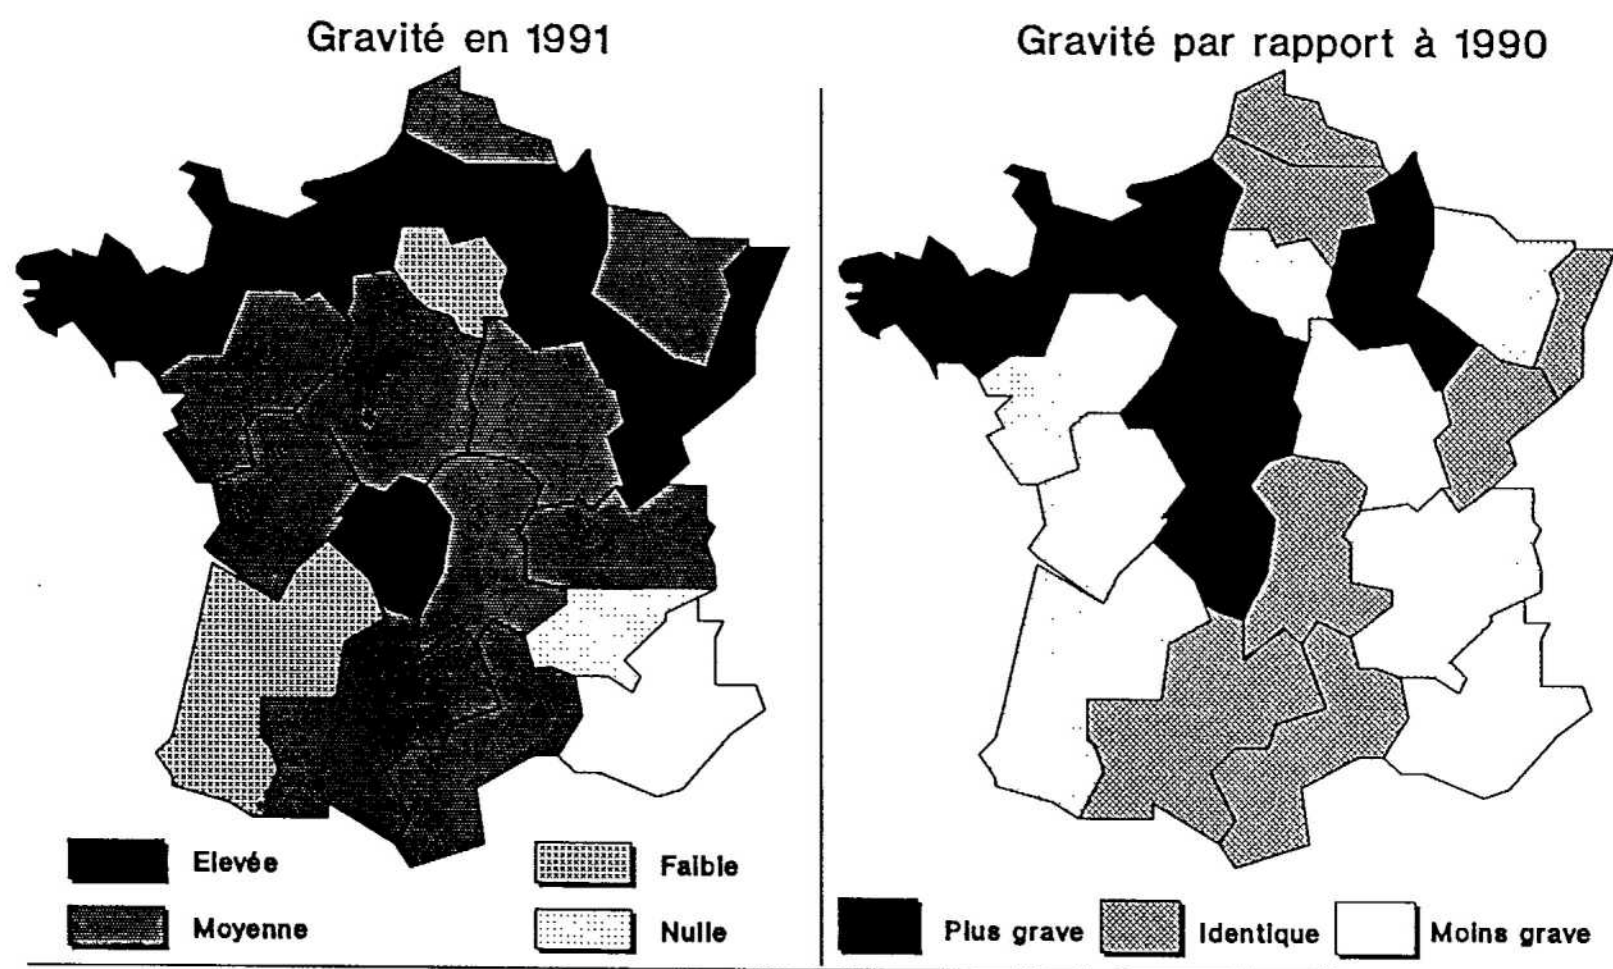 Gravité en 1991
Gravité par rapport à 1990
Elevée
Faible
Moyenne
Nulle
Plus grave
Identique
Moins grave